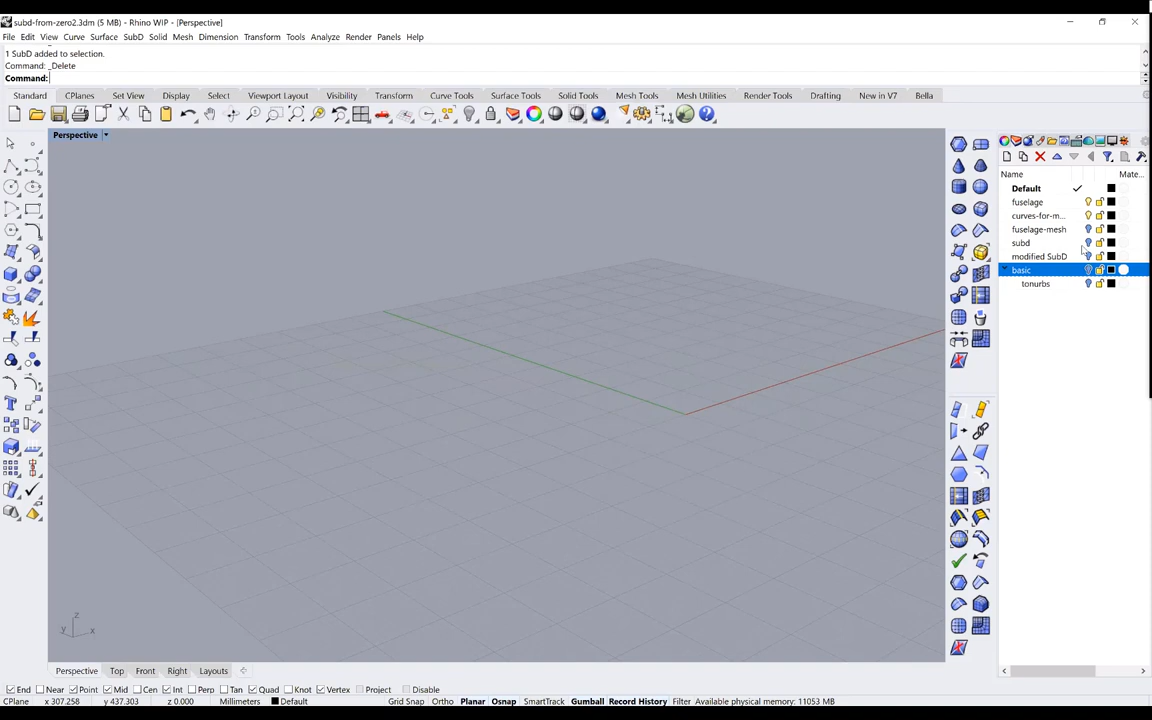 subd-from-zero2.3dm (5 MB) - Rhino WIP - [Perspective]
File Edit View Curve Surface SubD Solid Mesh Dimension Transform Tools Analyze Render Panels Help
1 SubD added to selection.
Command: _Delete
Command:
Standard CPlanes Set View Display Select Viewport Layout Visibility Transform Curve Tools Surface Tools Solid Tools Mesh Tools Mesh Utilities Render Tools Drafting New in V7 Bella
Perspective
Name Mate...
Default
fuselage
curves-for-m...
fuselage-mesh
subd
modified SubD
basic
tonurbs
z
y x
Perspective Top Front Right Layouts
End Near Point Mid Cen Int Perp Tan Quad Knot Vertex Project Disable
CPlane x 307.258 y 437.303 z 0.000 Millimeters Default Grid Snap Ortho Planar Osnap SmartTrack Gumball Record History Filter Available physical memory: 11053 MB